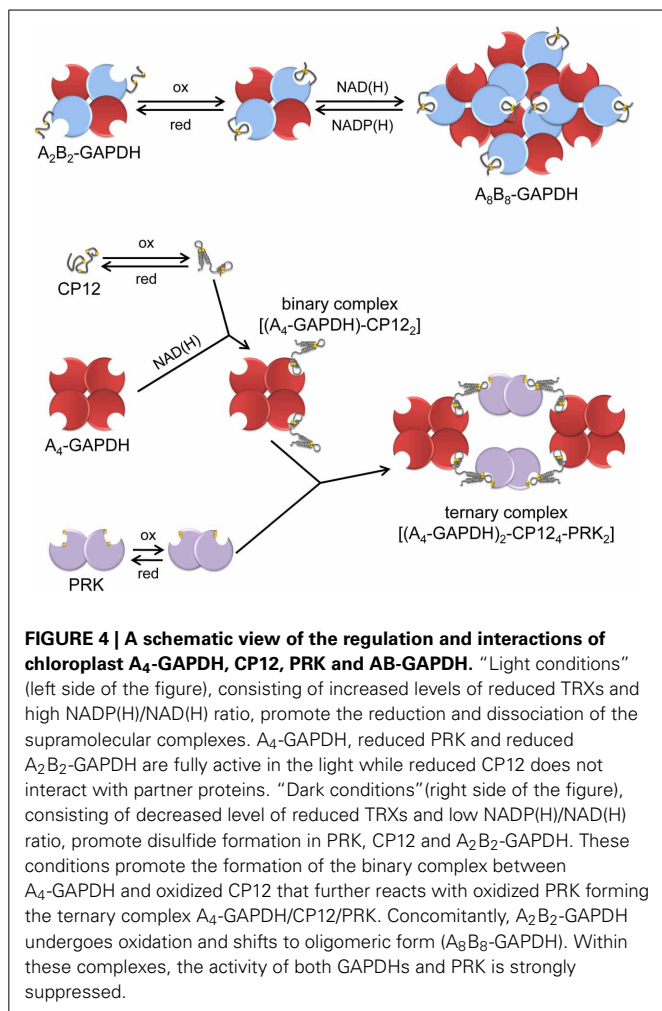 ox
red
A2B2-GAPDH
NAD(H)
NADP(H)
A8B8-GAPDH
ox
red
CP12
NAD(H)
A4-GAPDH
binary complex
[(A4-GAPDH)-CP122]
ox
red
PRK
ternary complex
[(A4-GAPDH)2-CP124-PRK2]
FIGURE 4 | A schematic view of the regulation and interactions of
chloroplast A4-GAPDH, CP12, PRK and AB-GAPDH. "Light conditions"
(left side of the figure), consisting of increased levels of reduced TRXs and
high NADP(H)/NAD(H) ratio, promote the reduction and dissociation of the
supramolecular complexes. A4-GAPDH, reduced PRK and reduced
A2B2-GAPDH are fully active in the light while reduced CP12 does not
interact with partner proteins. "Dark conditions"(right side of the figure),
consisting of decreased level of reduced TRXs and low NADP(H)/NAD(H)
ratio, promote disulfide formation in PRK, CP12 and A2B2-GAPDH. These
conditions promote the formation of the binary complex between
A4-GAPDH and oxidized CP12 that further reacts with oxidized PRK forming
the ternary complex A4-GAPDH/CP12/PRK. Concomitantly, A2B2-GAPDH
undergoes oxidation and shifts to oligomeric form (A8B8-GAPDH). Within
these complexes, the activity of both GAPDHs and PRK is strongly
suppressed.